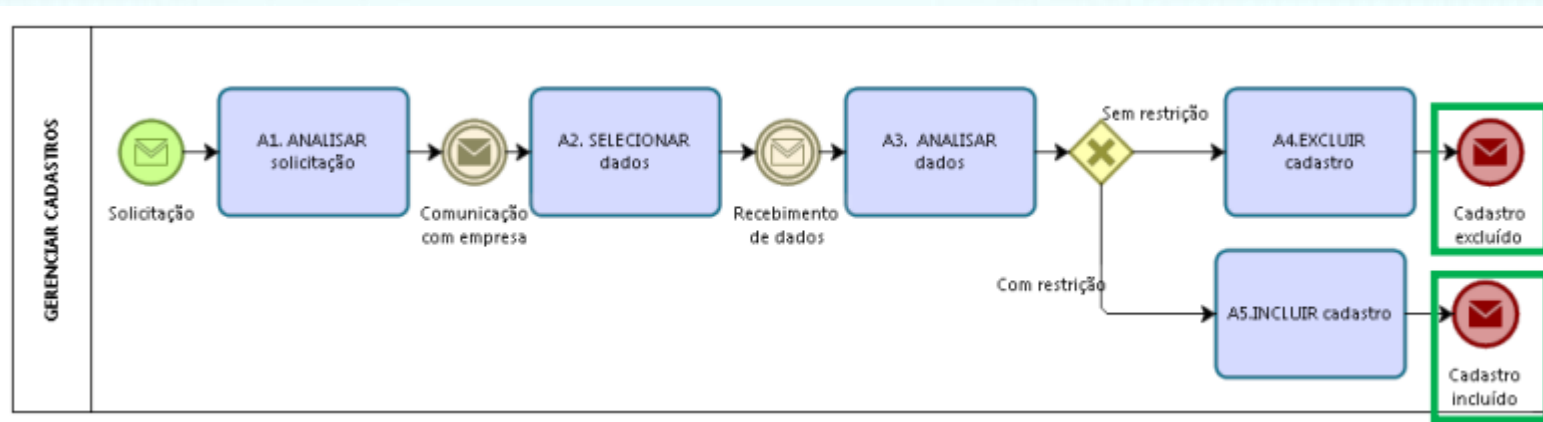 GERENCIAR CADASTROS
Solicitação
A1. ANALISAR
solicitação
Comunicação
com empresa
A2. SELECIONAR
dados
Recebimento
de dados
A3. ANALISAR
dados
Sem restrição
A4.EXCLUIR
cadastro
Cadastro
excluído
Com restrição
A5.INCLUIR cadastro
Cadastro
incluído